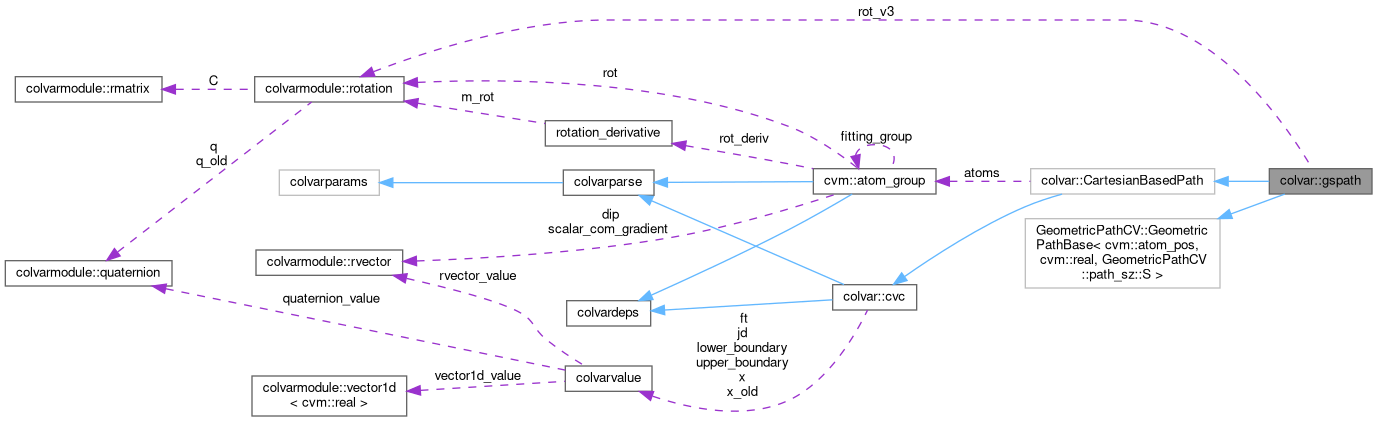 rot_v3
colvarmodule::rmatrix
C
colvarmodule::rotation
rot
m_rot
rotation_derivative
rot_deriv
fitting_group
q
q_old
colvarparams
colvarparse
cvm::atom_group
atoms
colvar::CartesianBasedPath
colvar::gspath
dip
scalar_com_gradient
GeometricPathCV::Geometric
PathBase< cvm::atom_pos,
cvm::real, GeometricPathCV
::path_sz::S >
colvarmodule::quaternion
colvarmodule::rvector
rvector_value
quaternion_value
colvardeps
colvar::cvc
ft
jd
lower_boundary
upper_boundary
x
x_old
colvarmodule::vector1d
< cvm::real >
vector1d_value
colvarvalue